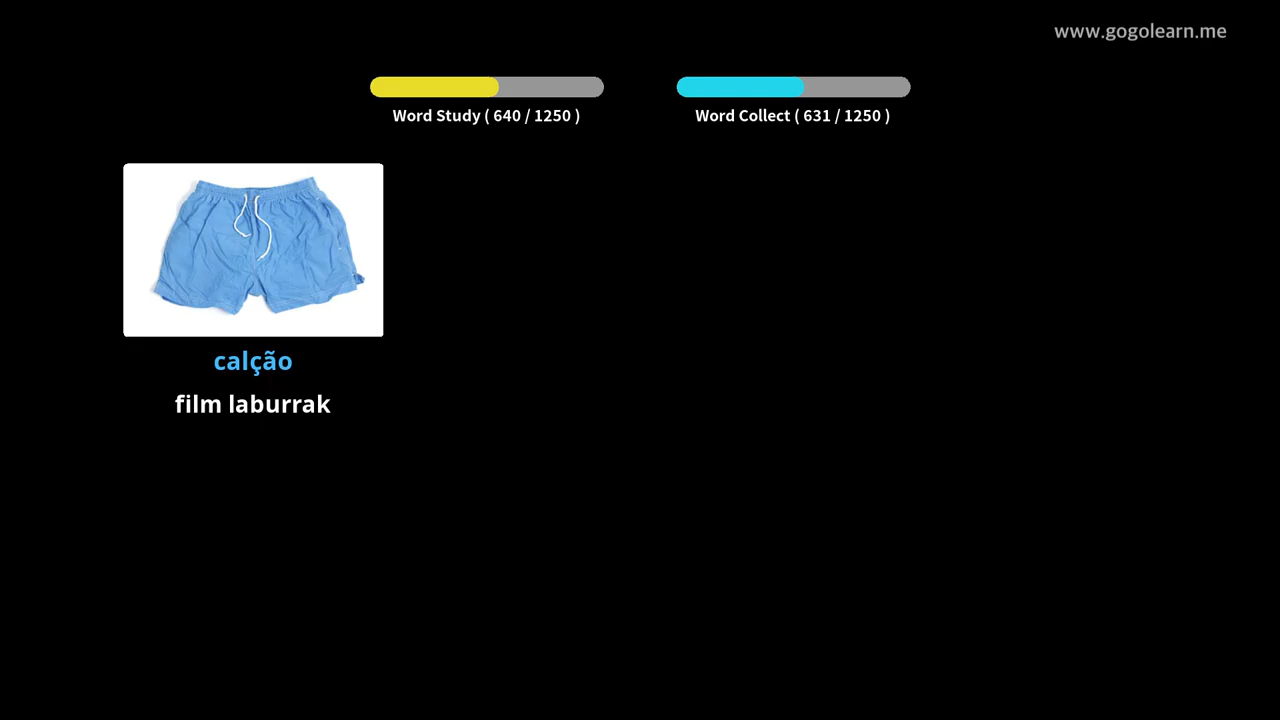 www.gogolearn.me
Word Study ( 640 / 1250 )
Word Collect ( 631 / 1250 )
calção
film laburrak